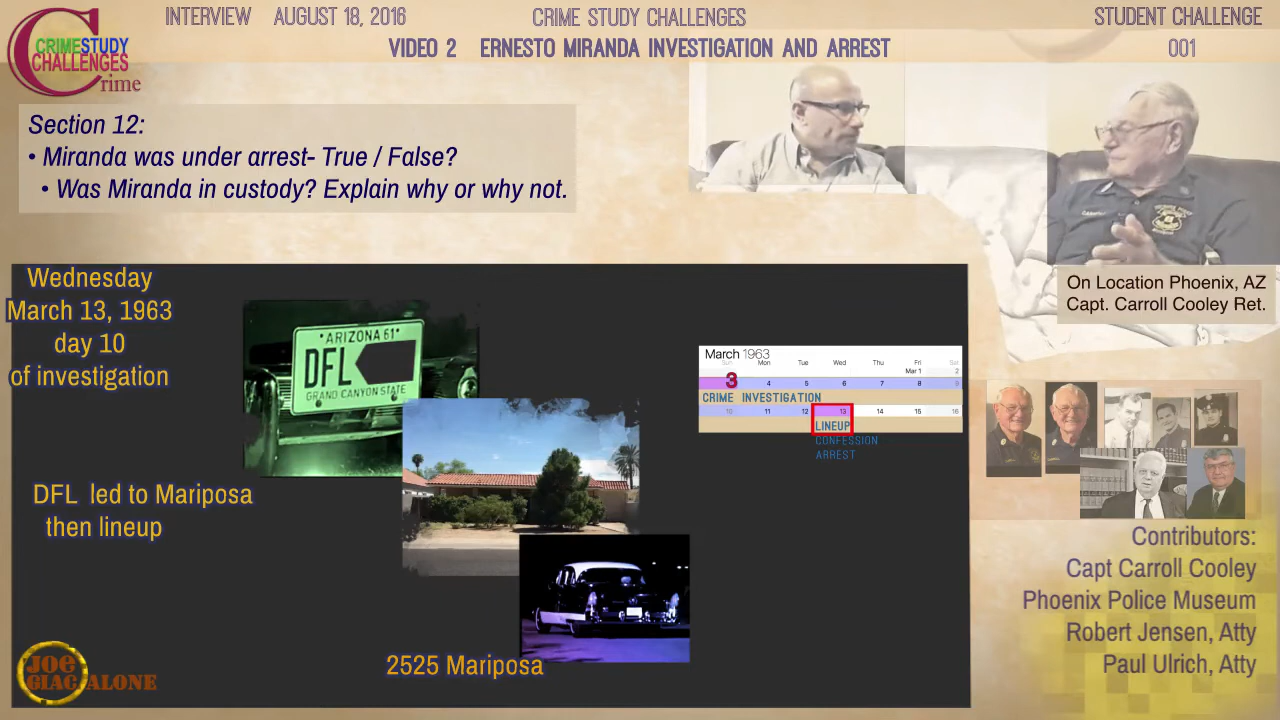 INTERVIEW AUGUST 18, 2016 CRIME STUDY CHALLENGES STUDENT CHALLENGE
VIDEO 2 ERNESTO MIRANDA INVESTIGATION AND ARREST 001
CRIMESTUDY
CHALLENGES
Crime
Section 12:
• Miranda was under arrest- True / False?
• Was Miranda in custody? Explain why or why not.
On Location Phoenix, AZ
Capt. Carroll Cooley Ret.
Wednesday
March 13, 1963
day 10
of investigation
ARIZONA 61
DFL
GRAND CANYON STATE
March 1963
Sun Mon Tue Wed Thu Fri Sat
Mar 1 2
3 4 5 6 7 8 9
CRIME INVESTIGATION
10 11 12 13 14 15 16
LINEUP
CONFESSION
ARREST
DFL led to Mariposa
then lineup
2525 Mariposa
JOE
GIACALONE
Contributors:
Capt Carroll Cooley
Phoenix Police Museum
Robert Jensen, Atty
Paul Ulrich, Atty